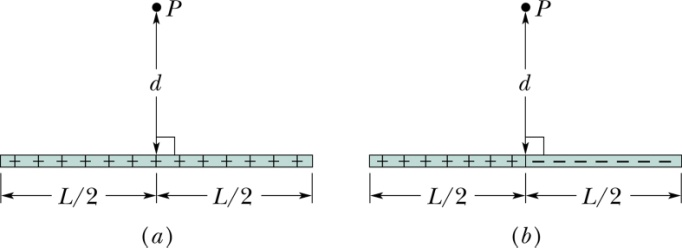 P P
d d
+ + + + + + + + + + + + + + + + + + + + − − − − − − −
L/2 L/2 L/2 L/2
(a) (b)